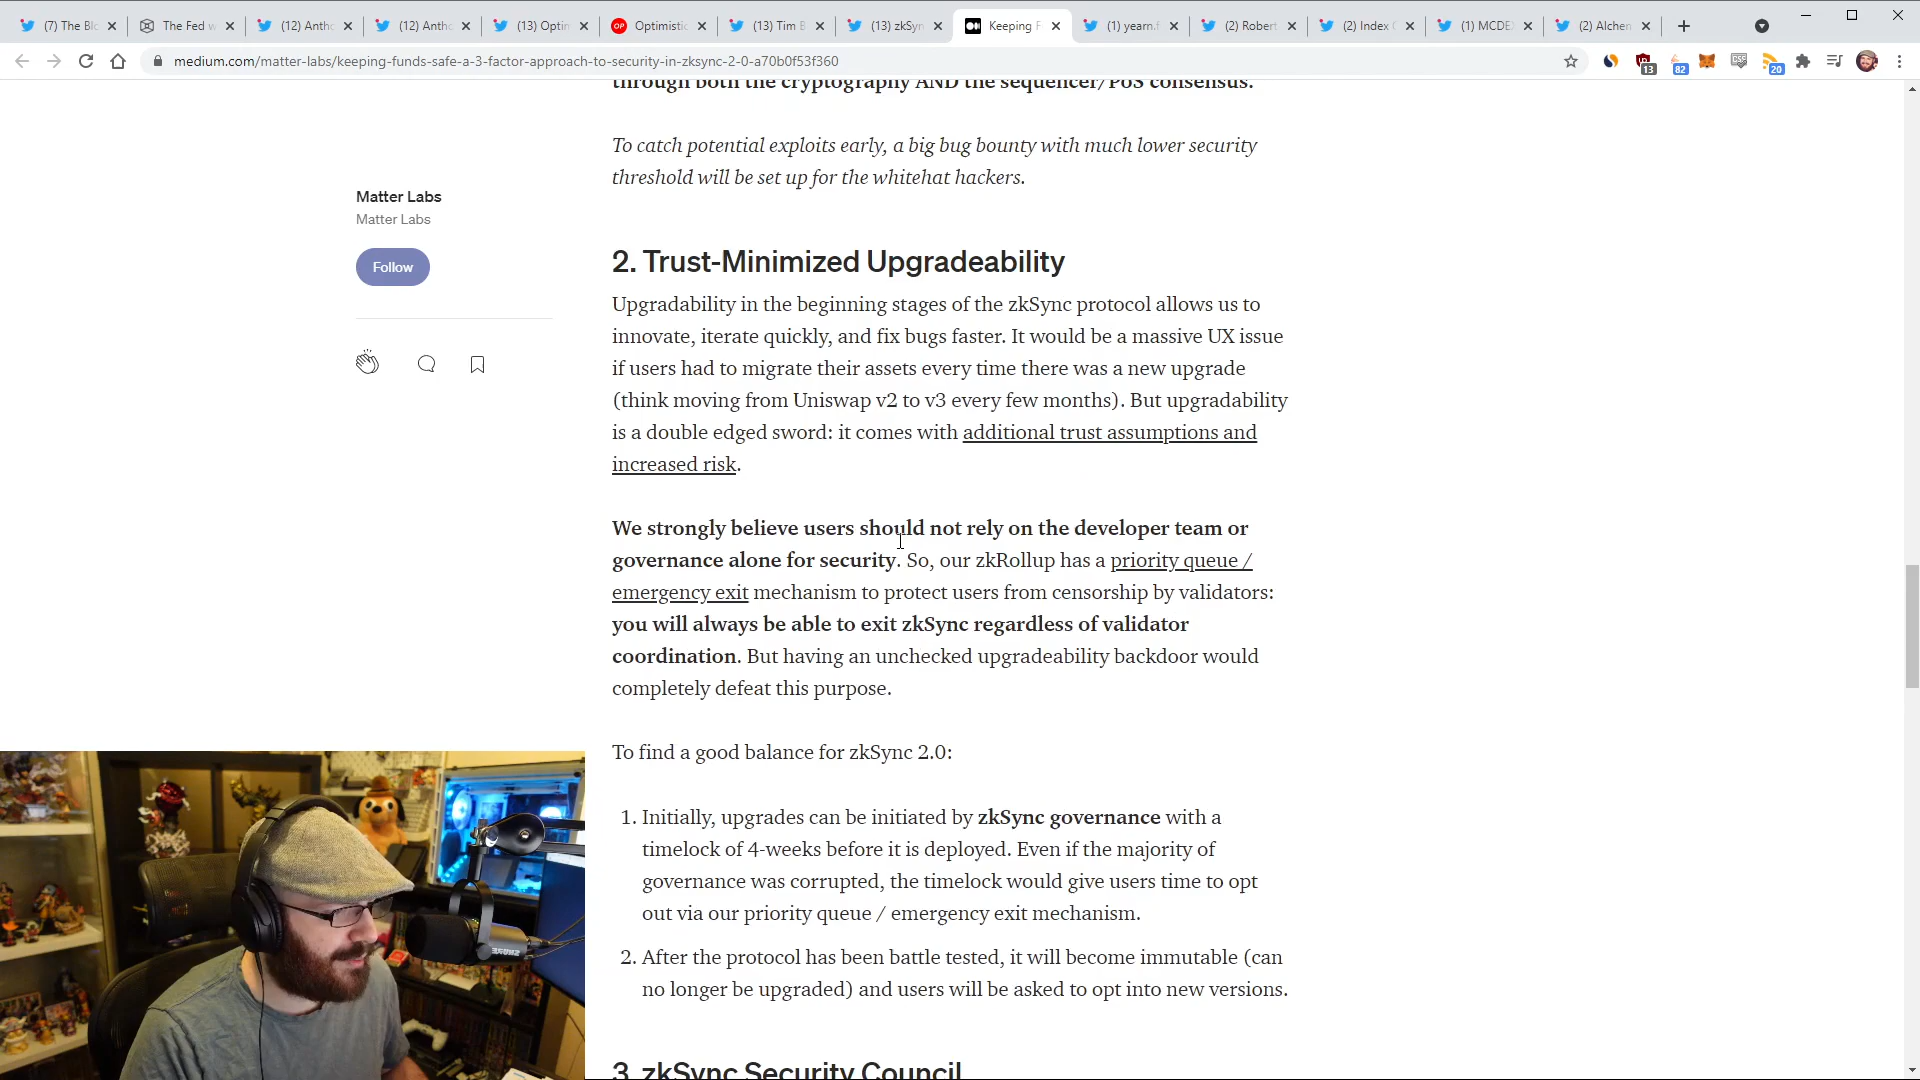 (7) The Blo
The Fed w
(12) Antho
(12) Antho
(13) Optim
Optimistic
(13) Tim B
(13) zkSyn
Keeping F
(1) yearn.f
(2) Robert
(2) Index C
(1) MCDEX
(2) Alchem
medium.com/matter-labs/keeping-funds-safe-a-3-factor-approach-to-security-in-zksync-2-0-a70b0f53f360
13
82
20
through both the cryptography AND the sequencer/PoS consensus.
To catch potential exploits early, a big bug bounty with much lower security
threshold will be set up for the whitehat hackers.
Matter Labs
Matter Labs
Follow
2. Trust-Minimized Upgradeability
Upgradability in the beginning stages of the zkSync protocol allows us to
innovate, iterate quickly, and fix bugs faster. It would be a massive UX issue
if users had to migrate their assets every time there was a new upgrade
(think moving from Uniswap v2 to v3 every few months). But upgradability
is a double edged sword: it comes with additional trust assumptions and
increased risk.
We strongly believe users should not rely on the developer team or
governance alone for security. So, our zkRollup has a priority queue /
emergency exit mechanism to protect users from censorship by validators:
you will always be able to exit zkSync regardless of validator
coordination. But having an unchecked upgradeability backdoor would
completely defeat this purpose.
To find a good balance for zkSync 2.0:
1. Initially, upgrades can be initiated by zkSync governance with a
timelock of 4-weeks before it is deployed. Even if the majority of
governance was corrupted, the timelock would give users time to opt
out via our priority queue / emergency exit mechanism.
2. After the protocol has been battle tested, it will become immutable (can
no longer be upgraded) and users will be asked to opt into new versions.
3. zkSync Security Council